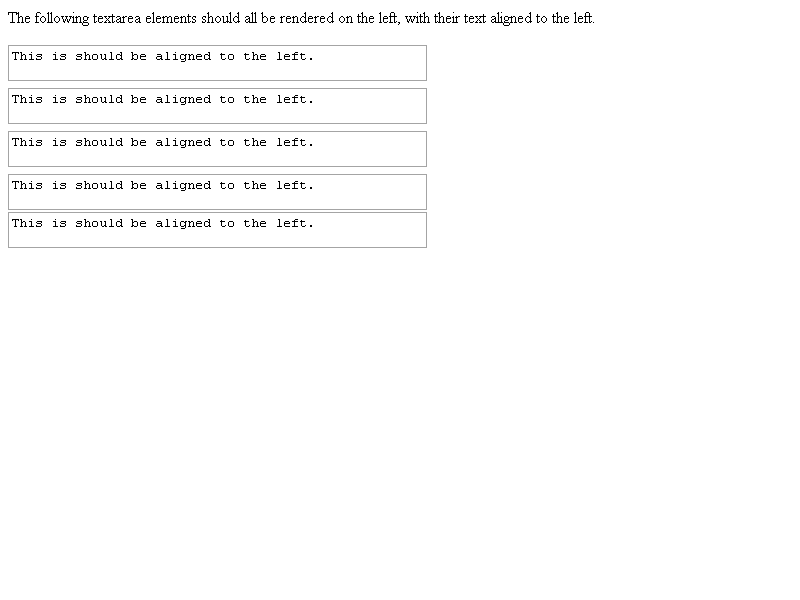 The following textarea elements should all be rendered on the left, with their text aligned to the left.
This is should be aligned to the left.
This is should be aligned to the left.
This is should be aligned to the left.
This is should be aligned to the left.
This is should be aligned to the left.